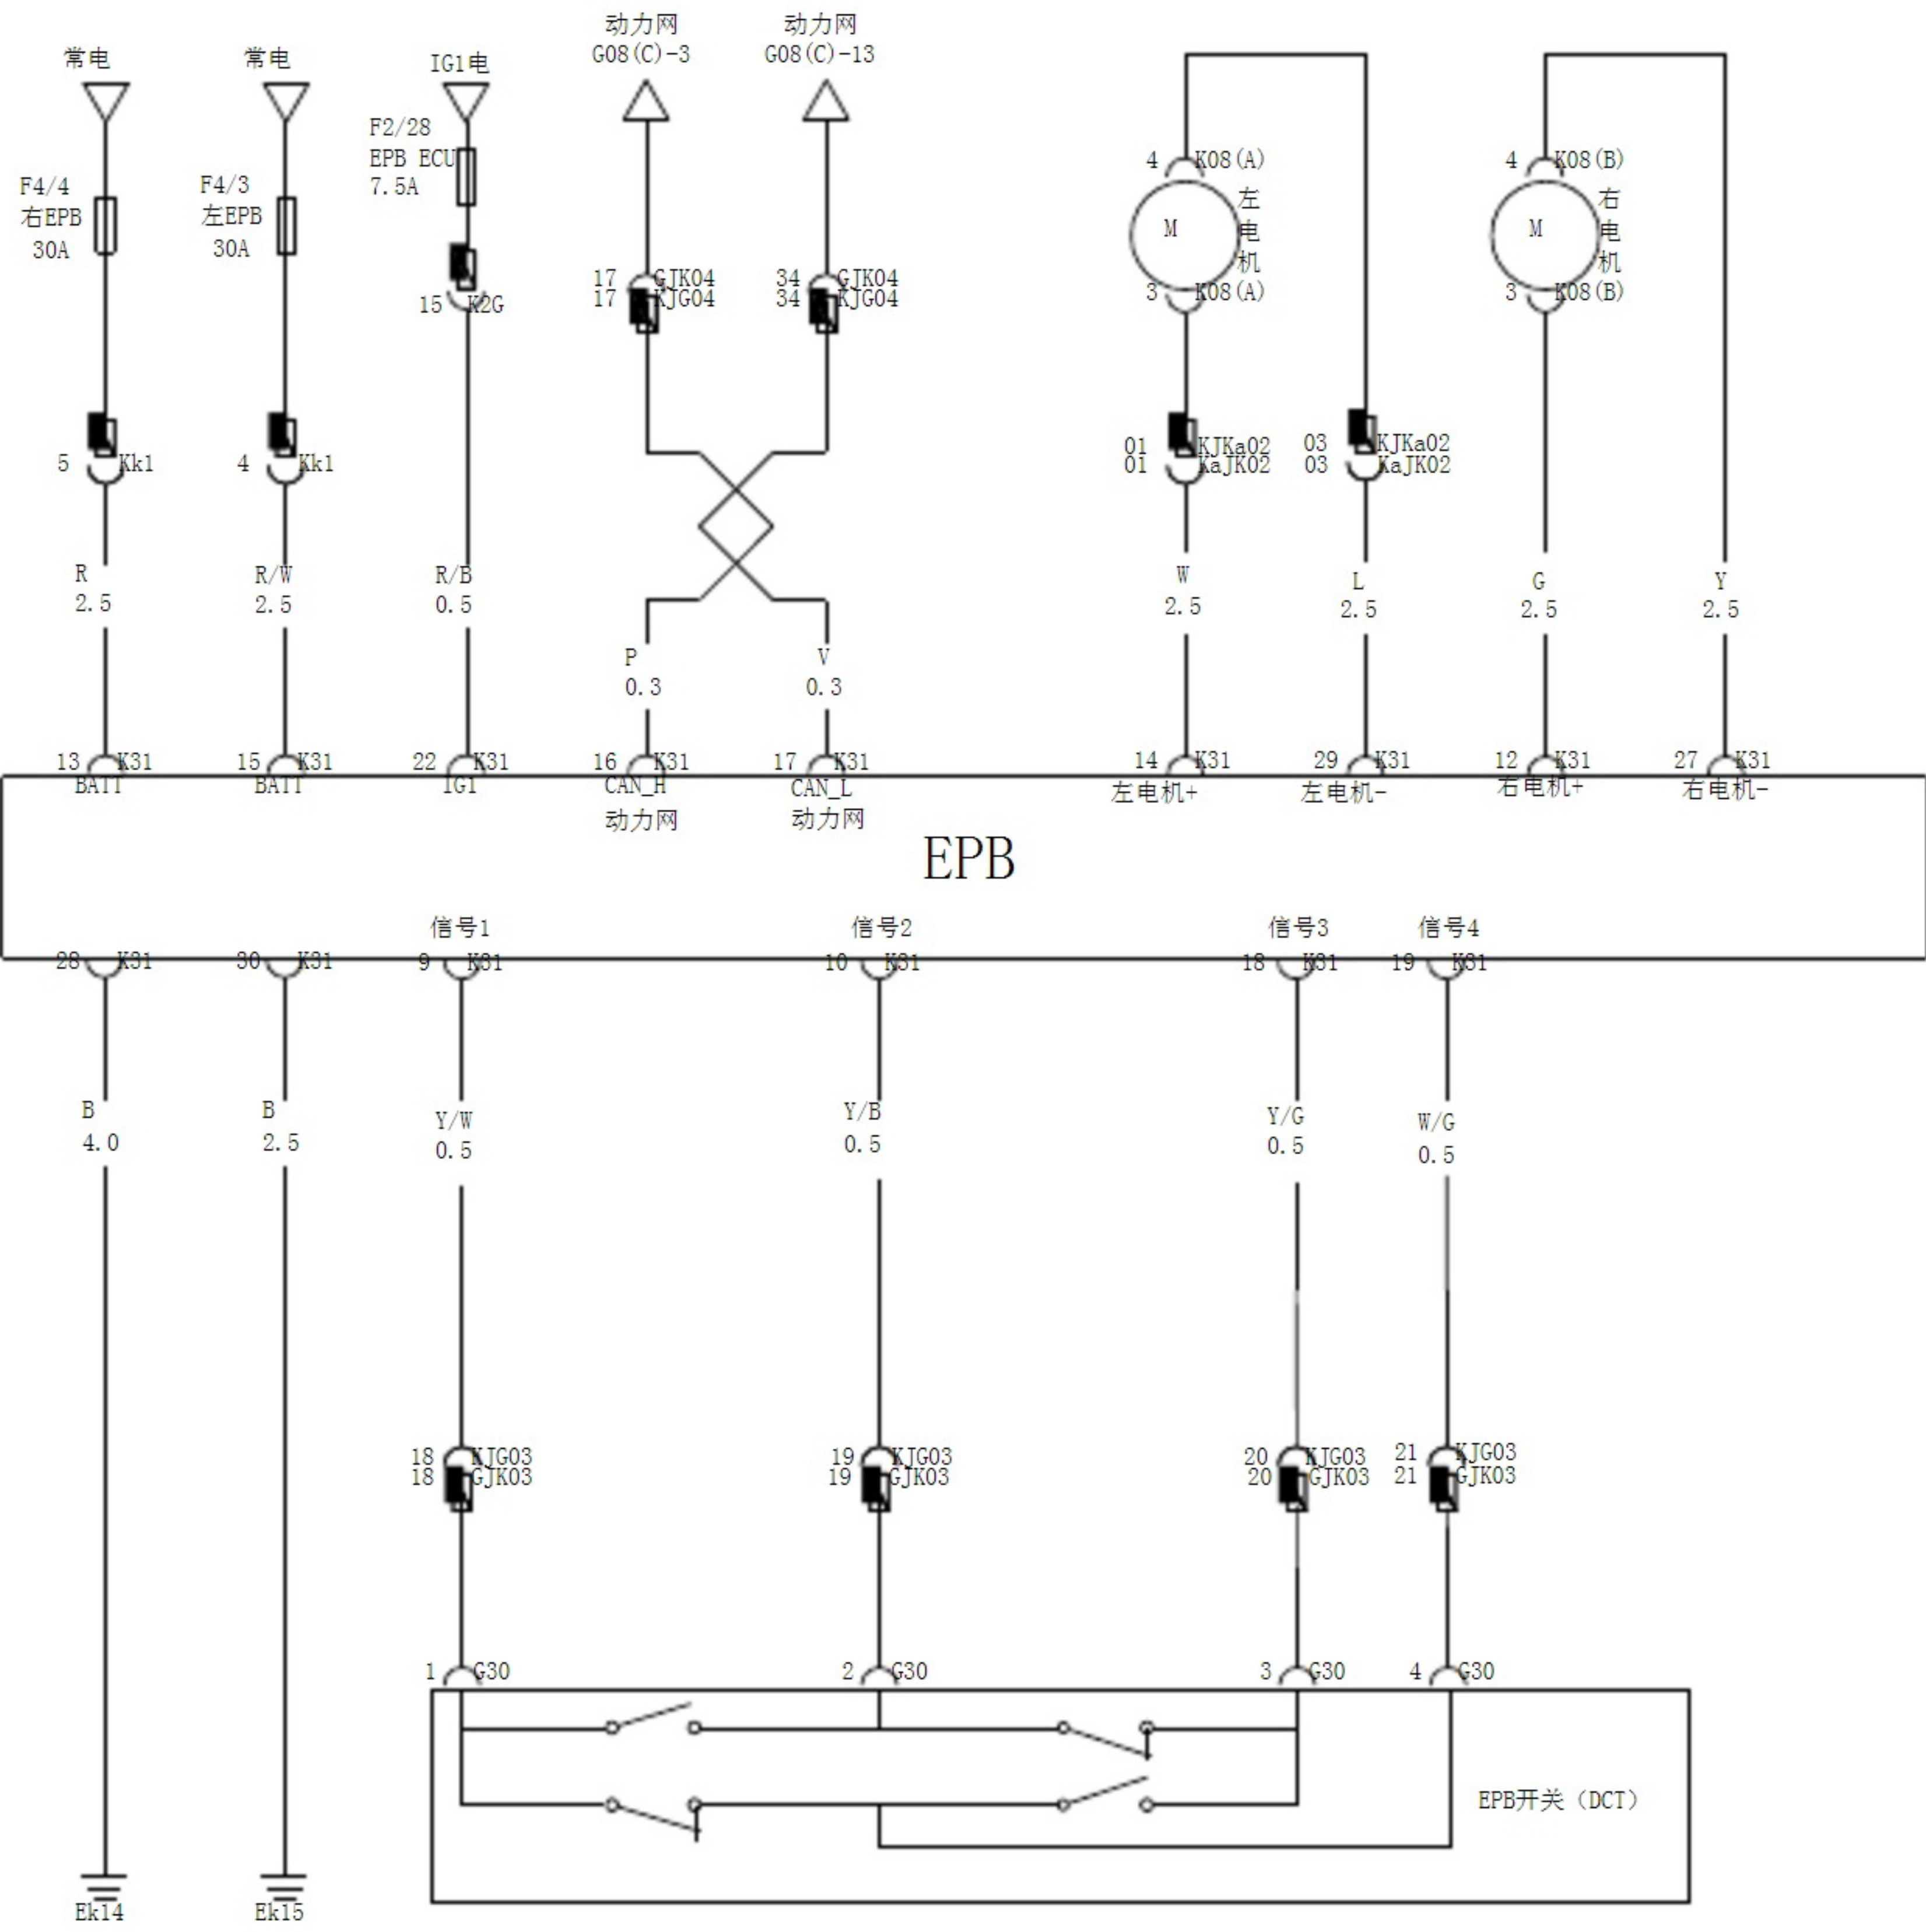 常电
常电
IG1电
动力网
G08(C)-3
动力网
G08(C)-13
F2/28
EPB ECU
7.5A
F4/4
右EPB
30A
F4/3
左EPB
30A
4 K08(A)
左电机
M
3 K08(A)
4 K08(B)
右电机
M
3 K08(B)
15 K2G
17 GJK04
17 KJG04
34 GJK04
34 KJG04
5 Kk1
4 Kk1
01 KJKa02
01 KaJK02
03 KJKa02
03 KaJK02
R
2.5
R/W
2.5
R/B
0.5
P
0.3
V
0.3
W
2.5
L
2.5
G
2.5
Y
2.5
13 K31
BATT
15 K31
BATT
22 K31
IG1
16 K31
CAN_H
动力网
17 K31
CAN_L
动力网
14 K31
左电机+
29 K31
左电机-
12 K31
右电机+
27 K31
右电机-
EPB
信号1
信号2
信号3
信号4
28 K31
30 K31
9 K31
10 K31
18 K31
19 K31
B
4.0
B
2.5
Y/W
0.5
Y/B
0.5
Y/G
0.5
W/G
0.5
18 KJG03
18 GJK03
19 KJG03
19 GJK03
20 KJG03
20 GJK03
21 KJG03
21 GJK03
1 G30
2 G30
3 G30
4 G30
EPB开关（DCT）
Ek14
Ek15